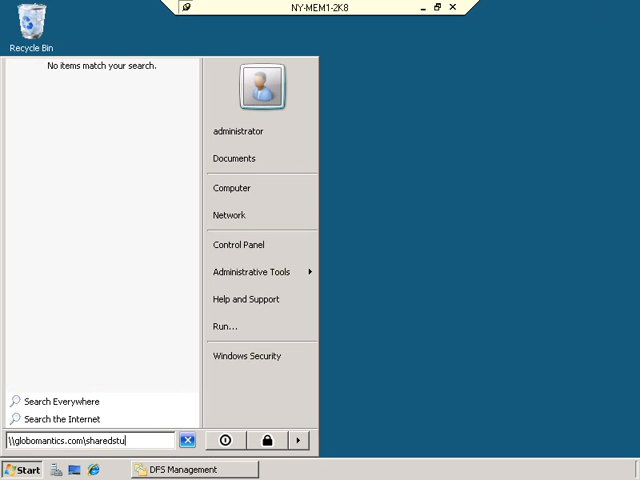 NY-MEM1-2K8
Recycle Bin
No items match your search.
administrator
Documents
Computer
Network
Control Panel
Administrative Tools
Help and Support
Run...
Windows Security
Search Everywhere
Search the Internet
\\globomantics.com\sharedstu
Start
DFS Management